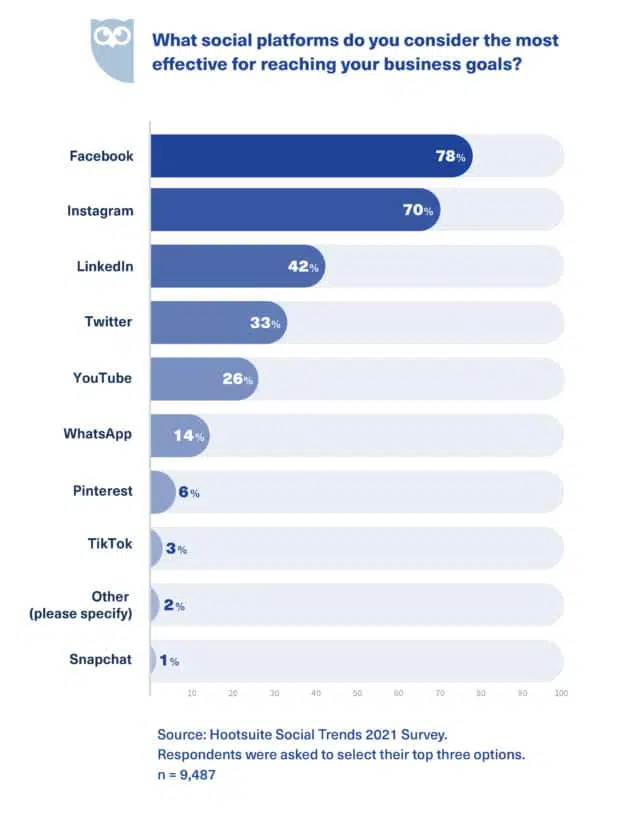 What social platforms do you consider the most
effective for reaching your business goals?
Facebook
78%
Instagram
70%
LinkedIn
42%
Twitter
33%
YouTube
26%
WhatsApp
14%
Pinterest
6%
TikTok
3%
Other
(please specify)
2%
Snapchat
1%
10 20 30 40 50 60 70 80 90 100
Source: Hootsuite Social Trends 2021 Survey.
Respondents were asked to select their top three options.
n = 9,487